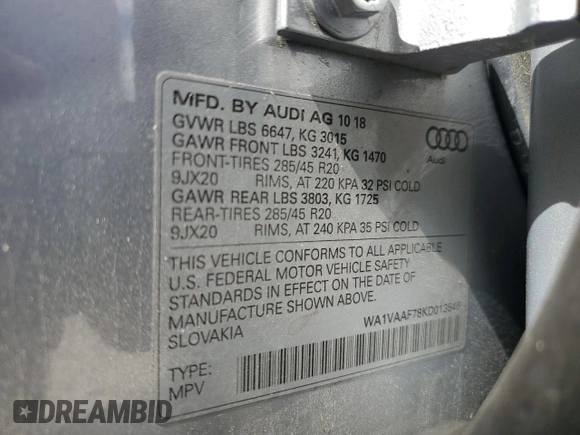 MFD. BY AUDI AG 10 18
GVWR LBS 6647, KG 3015
GAWR FRONT LBS 3241, KG 1470
FRONT-TIRES 285/45 R20
9JX20 RIMS, AT 220 KPA 32 PSI COLD
GAWR REAR LBS 3803, KG 1725
REAR-TIRES 285/45 R20
9JX20 RIMS, AT 240 KPA 35 PSI COLD
Audi
THIS VEHICLE CONFORMS TO ALL APPLICABLE
U.S. FEDERAL MOTOR VEHICLE SAFETY
STANDARDS IN EFFECT ON THE DATE OF
MANUFACTURE SHOWN ABOVE.
SLOVAKIA
TYPE:
MPV
DREAMBID